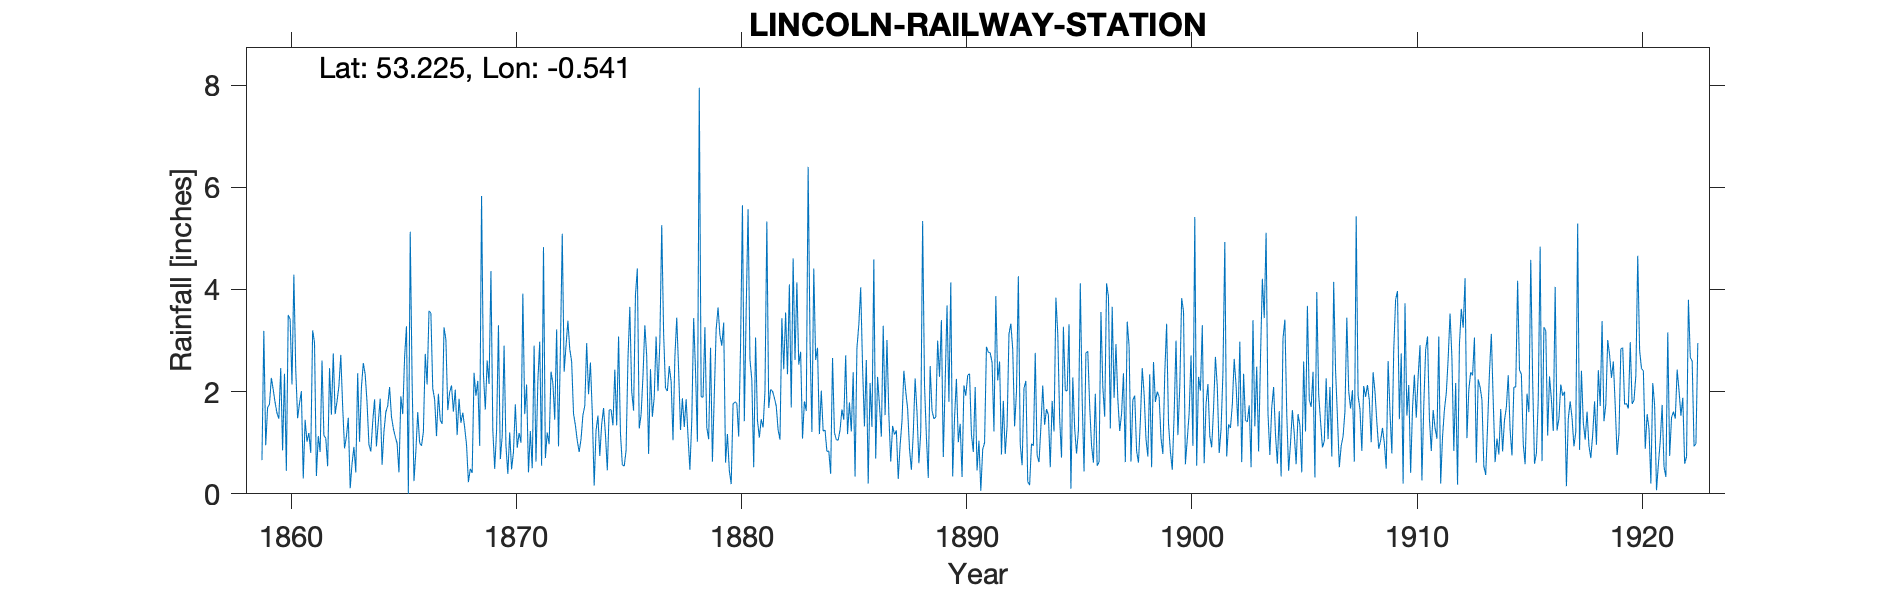 LINCOLN-RAILWAY-STATION
Lat: 53.225, Lon: -0.541
8
6
4
2
0
Rainfall [inches]
1860 1870 1880 1890 1900 1910 1920
Year